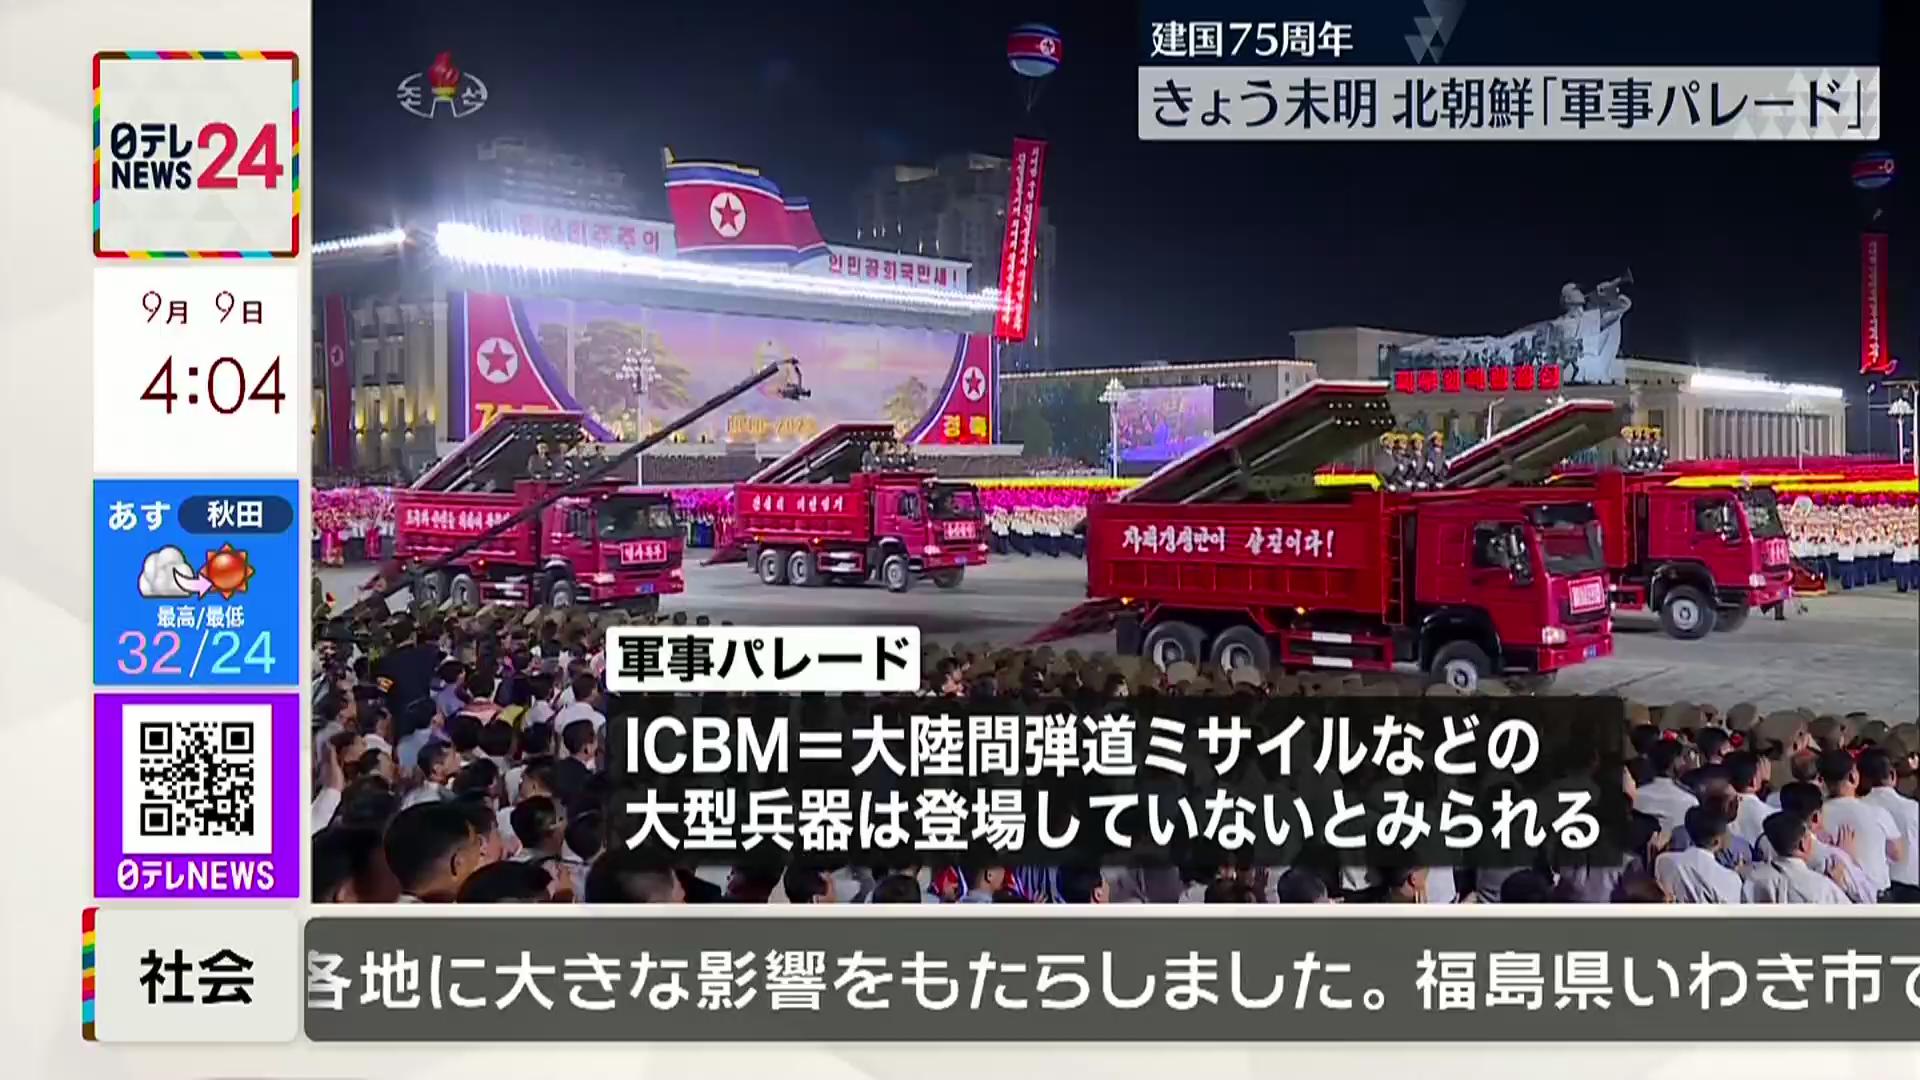 建国75周年
きょう未明 北朝鮮「軍事パレード」
日テレ
NEWS 24
9月 9日
4:04
あす 秋田
最高/最低
32/24
日テレNEWS
조선
인민공화국만세!
경축
자력갱생만이 살길이다!
軍事パレード
ICBM=大陸間弾道ミサイルなどの
大型兵器は登場していないとみられる
社会
各地に大きな影響をもたらしました。福島県いわき市で